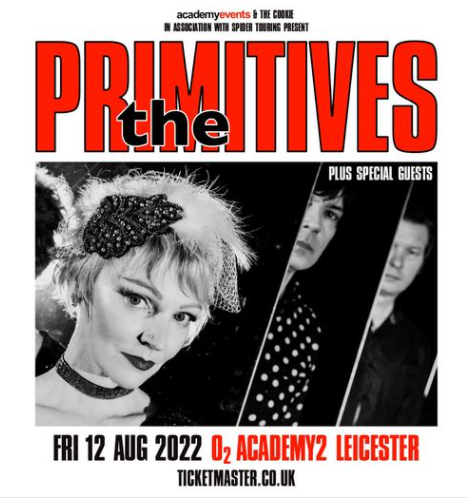 academyevents & THE COOKIE
IN ASSOCIATION WITH SPIDER TOURING PRESENT
the PRIMITIVES
PLUS SPECIAL GUESTS
FRI 12 AUG 2022 O2 ACADEMY2 LEICESTER
TICKETMASTER.CO.UK